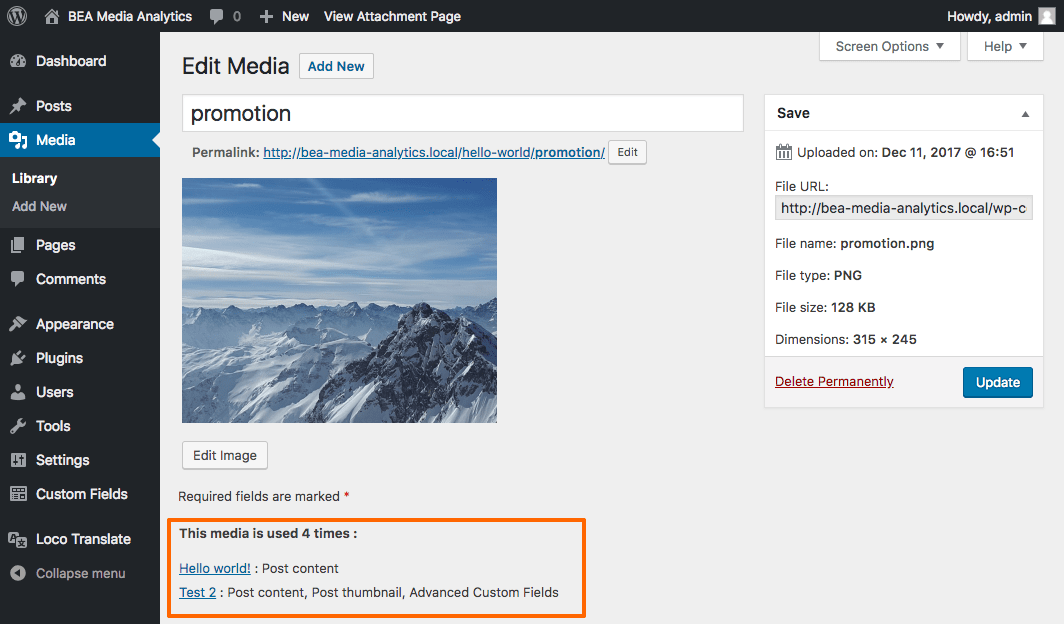 BEA Media Analytics 0 New View Attachment Page Howdy, admin
Dashboard
Posts
Media
Library
Add New
Pages
Comments
Appearance
Plugins
Users
Tools
Settings
Custom Fields
Loco Translate
Collapse menu
Screen Options ▼ Help ▼
Edit Media Add New
promotion
Permalink: http://bea-media-analytics.local/hello-world/promotion/ Edit
Edit Image
Required fields are marked *
This media is used 4 times :
Hello world! : Post content
Test 2 : Post content, Post thumbnail, Advanced Custom Fields
Save ▲
Uploaded on: Dec 11, 2017 @ 16:51
File URL:
http://bea-media-analytics.local/wp-c
File name: promotion.png
File type: PNG
File size: 128 KB
Dimensions: 315 × 245
Delete Permanently Update